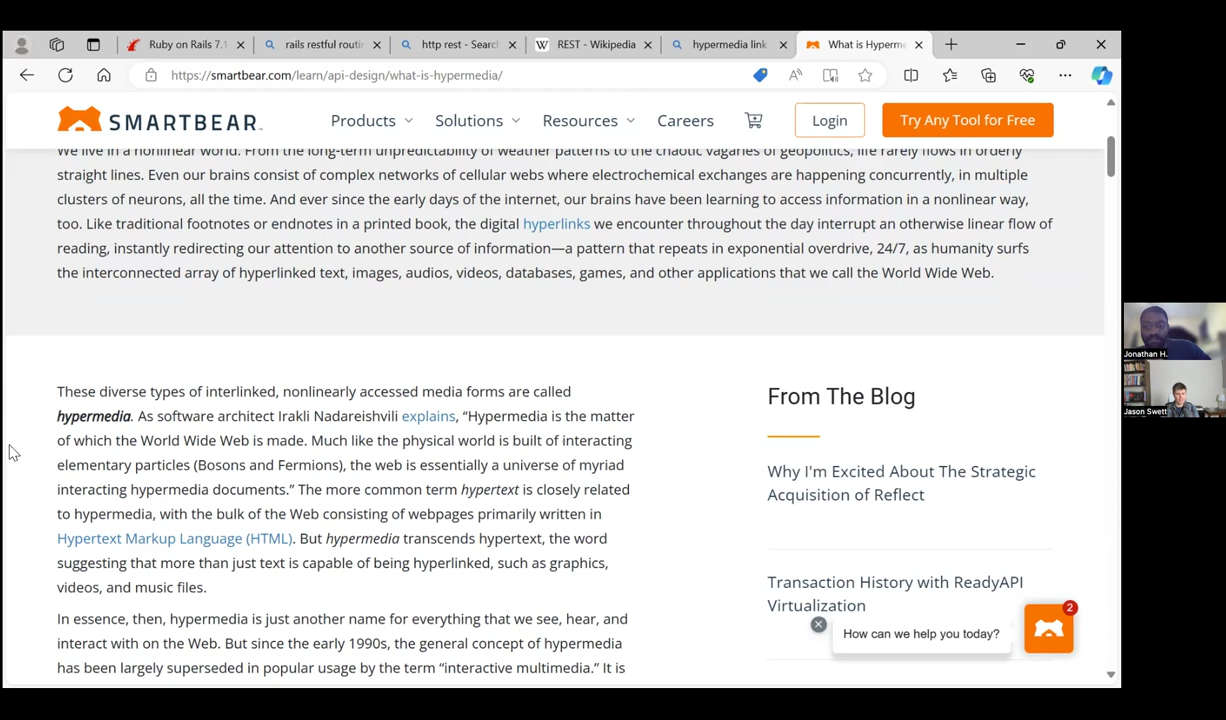 Ruby on Rails 7.1
rails restful routin
http rest - Search
REST - Wikipedia
hypermedia link
What is Hyperme
https://smartbear.com/learn/api-design/what-is-hypermedia/
SMARTBEAR
Products
Solutions
Resources
Careers
Login
Try Any Tool for Free
We live in a nonlinear world. From the long-term unpredictability of weather patterns to the chaotic vagaries of geopolitics, life rarely flows in orderly
straight lines. Even our brains consist of complex networks of cellular webs where electrochemical exchanges are happening concurrently, in multiple
clusters of neurons, all the time. And ever since the early days of the internet, our brains have been learning to access information in a nonlinear way,
too. Like traditional footnotes or endnotes in a printed book, the digital hyperlinks we encounter throughout the day interrupt an otherwise linear flow of
reading, instantly redirecting our attention to another source of information—a pattern that repeats in exponential overdrive, 24/7, as humanity surfs
the interconnected array of hyperlinked text, images, audios, videos, databases, games, and other applications that we call the World Wide Web.
These diverse types of interlinked, nonlinearly accessed media forms are called
hypermedia. As software architect Irakli Nadareishvili explains, “Hypermedia is the matter
of which the World Wide Web is made. Much like the physical world is built of interacting
elementary particles (Bosons and Fermions), the web is essentially a universe of myriad
interacting hypermedia documents.” The more common term hypertext is closely related
to hypermedia, with the bulk of the Web consisting of webpages primarily written in
Hypertext Markup Language (HTML). But hypermedia transcends hypertext, the word
suggesting that more than just text is capable of being hyperlinked, such as graphics,
videos, and music files.
In essence, then, hypermedia is just another name for everything that we see, hear, and
interact with on the Web. But since the early 1990s, the general concept of hypermedia
has been largely superseded in popular usage by the term “interactive multimedia.” It is
From The Blog
Why I'm Excited About The Strategic
Acquisition of Reflect
Transaction History with ReadyAPI
Virtualization
How can we help you today?
2
Jonathan H.
Jason Swett